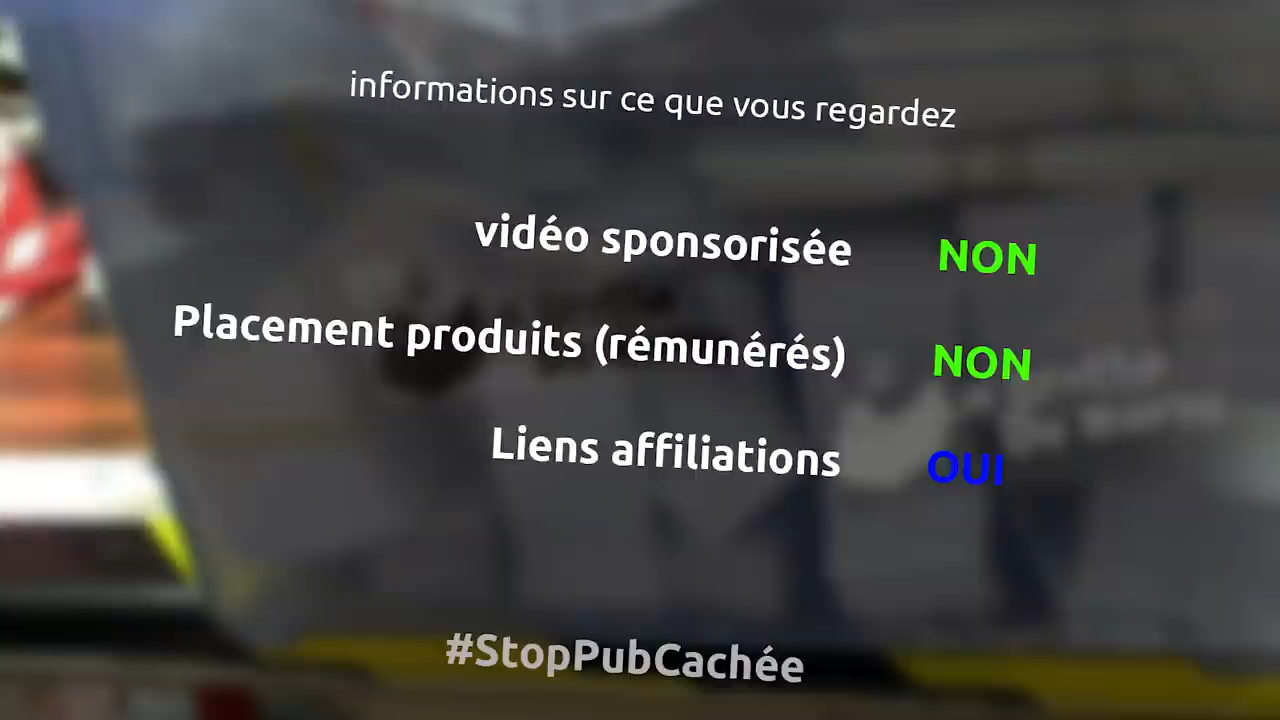 informations sur ce que vous regardez
vidéo sponsorisée NON
Placement produits (rémunérés) NON
Liens affiliations OUI
#StopPubCachée